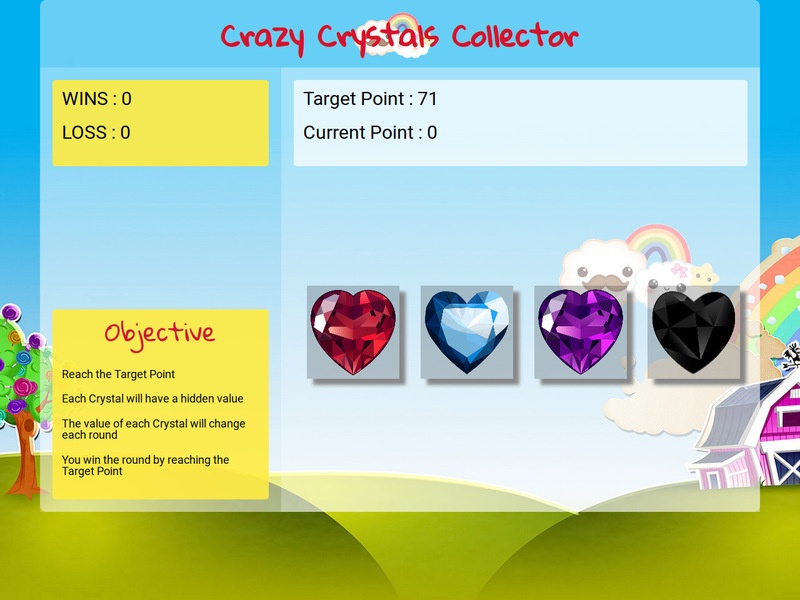 Crazy Crystals Collector
WINS : 0
LOSS : 0
Target Point : 71
Current Point : 0
Objective
Reach the Target Point
Each Crystal will have a hidden value
The value of each Crystal will change
each round
You win the round by reaching the
Target Point